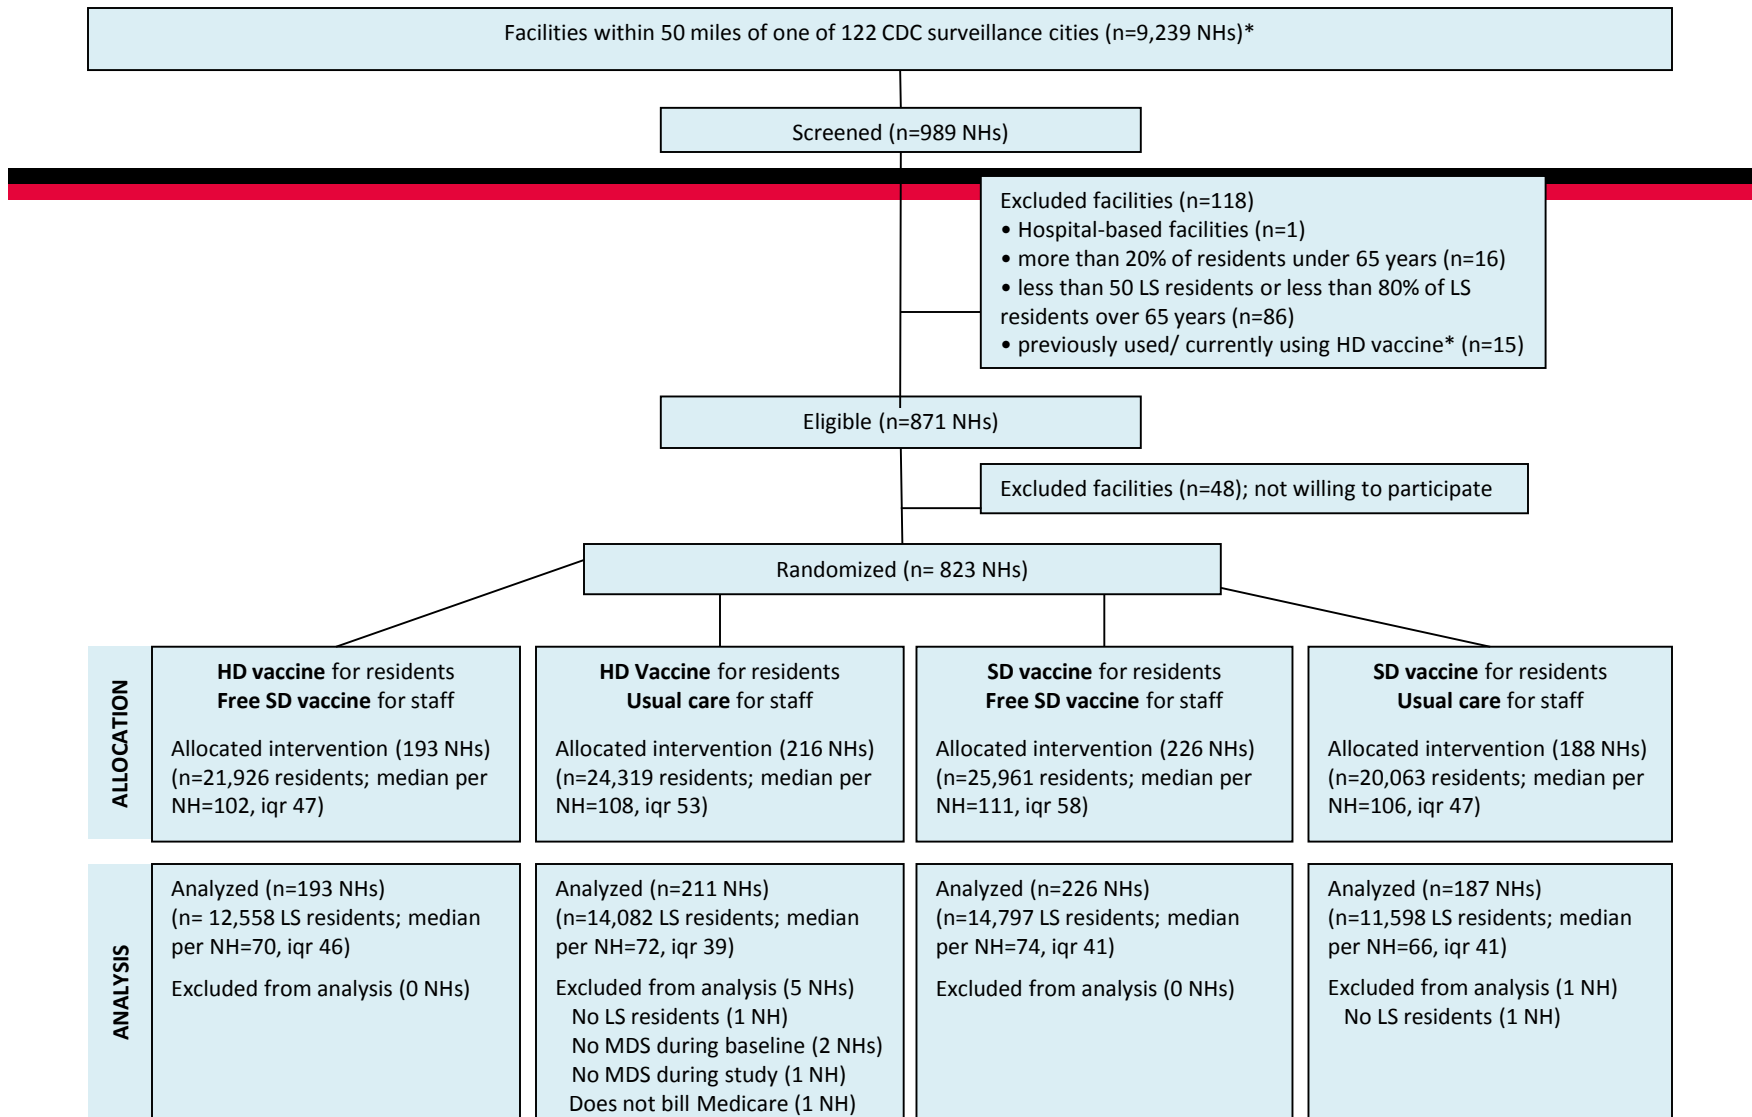 Facilities within 50 miles of one of 122 CDC surveillance cities (n=9,239 NHs)*
Screened (n=989 NHs)
Excluded facilities (n=118)
• Hospital-based facilities (n=1)
• more than 20% of residents under 65 years (n=16)
• less than 50 LS residents or less than 80% of LS
residents over 65 years (n=86)
• previously used/ currently using HD vaccine* (n=15)
Eligible (n=871 NHs)
Excluded facilities (n=48); not willing to participate
Randomized (n= 823 NHs)
ALLOCATION
HD vaccine for residents
Free SD vaccine for staff
Allocated intervention (193 NHs)
(n=21,926 residents; median per
NH=102, iqr 47)
HD Vaccine for residents
Usual care for staff
Allocated intervention (216 NHs)
(n=24,319 residents; median per
NH=108, iqr 53)
SD vaccine for residents
Free SD vaccine for staff
Allocated intervention (226 NHs)
(n=25,961 residents; median per
NH=111, iqr 58)
SD vaccine for residents
Usual care for staff
Allocated intervention (188 NHs)
(n=20,063 residents; median per
NH=106, iqr 47)
ANALYSIS
Analyzed (n=193 NHs)
(n= 12,558 LS residents; median
per NH=70, iqr 46)
Excluded from analysis (0 NHs)
Analyzed (n=211 NHs)
(n=14,082 LS residents; median
per NH=72, iqr 39)
Excluded from analysis (5 NHs)
No LS residents (1 NH)
No MDS during baseline (2 NHs)
No MDS during study (1 NH)
Does not bill Medicare (1 NH)
Analyzed (n=226 NHs)
(n=14,797 LS residents; median
per NH=74, iqr 41)
Excluded from analysis (0 NHs)
Analyzed (n=187 NHs)
(n=11,598 LS residents; median
per NH=66, iqr 41)
Excluded from analysis (1 NH)
No LS residents (1 NH)